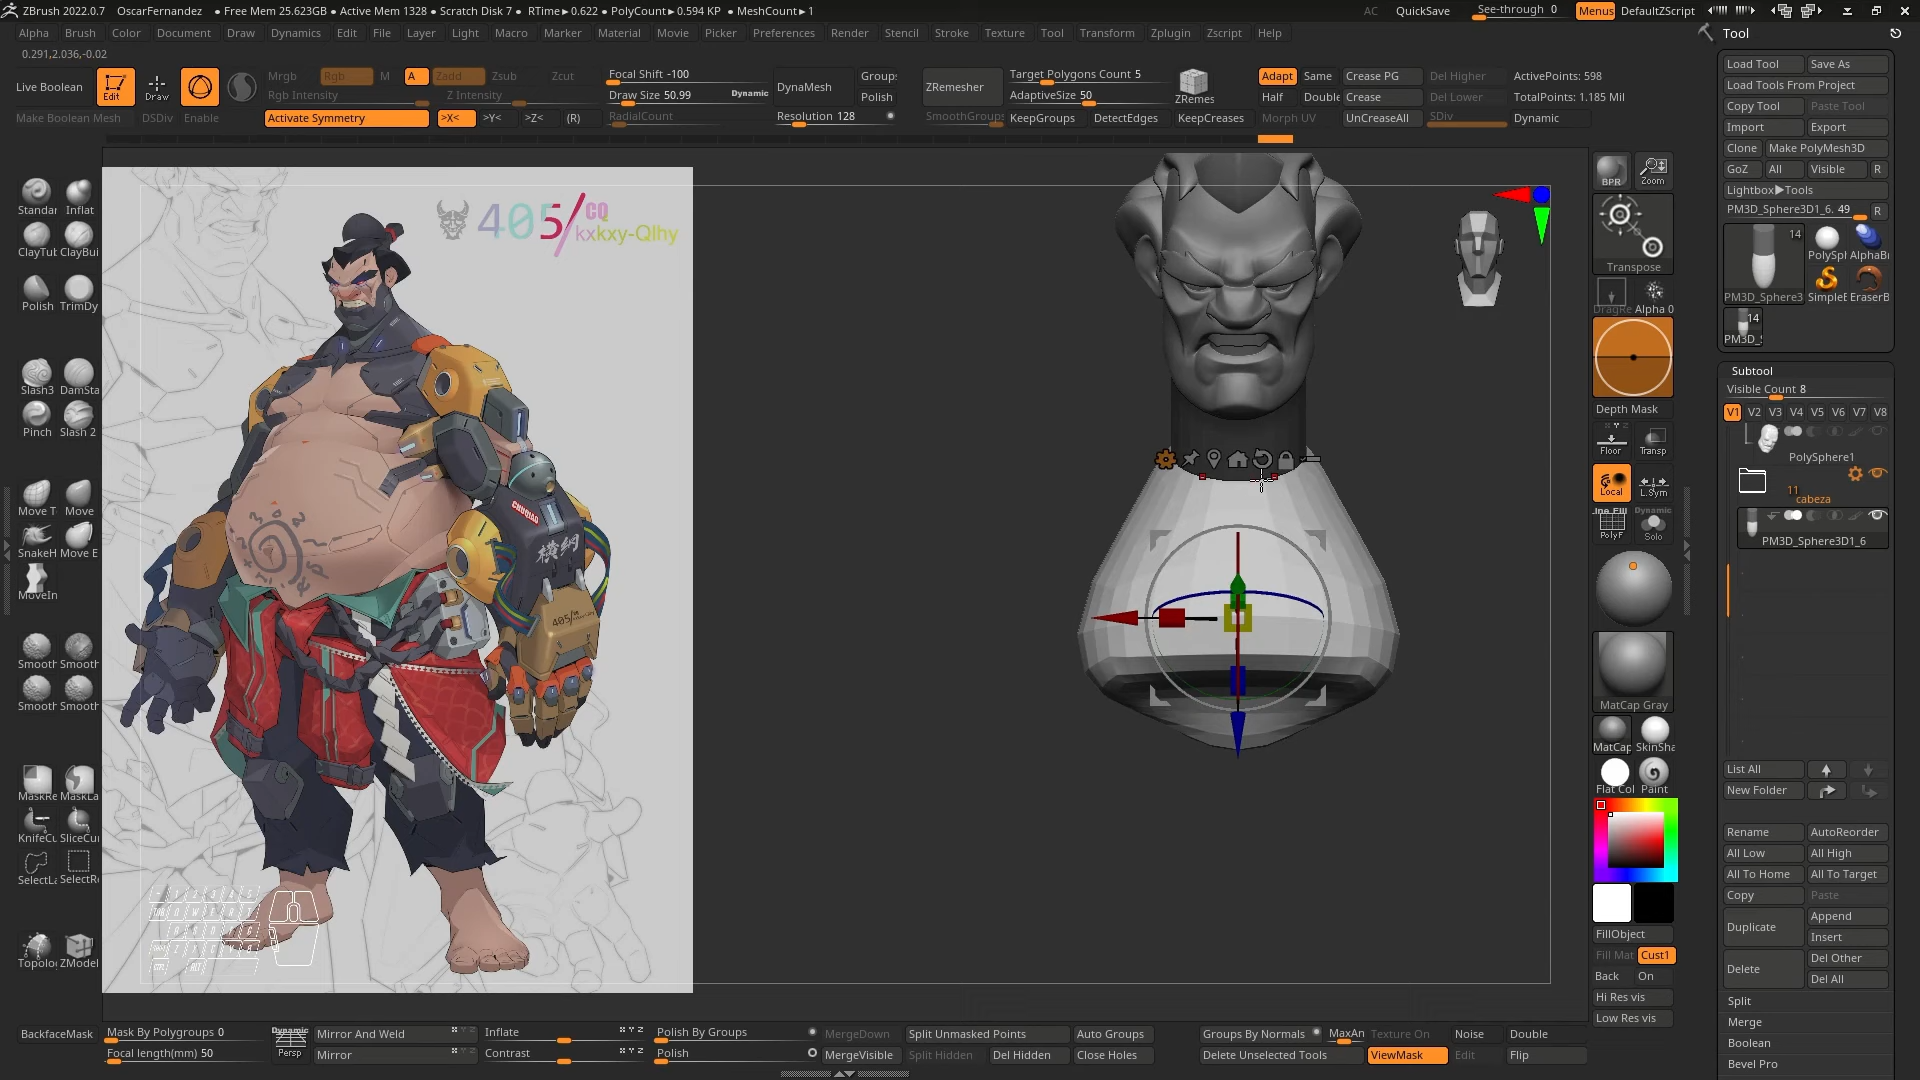 ZBrush 2022.0.7 OscarFernandez • Free Mem 25.623GB • Active Mem 1328 • Scratch Disk 7 • RTime▸0.622 • PolyCount▸0.594 KP • MeshCount▸1
AC QuickSave See-through 0 Menus DefaultZScript
Alpha Brush Color Document Draw Dynamics Edit File Layer Light Macro Marker Material Movie Picker Preferences Render Stencil Stroke Texture Tool Transform Zplugin Zscript Help
0.291,2.036,-0.02
Live Boolean
Make Boolean Mesh
Edit
Draw
DSDiv
Enable
Mrgb Rgb M A Zadd Zsub Zcut
Rgb Intensity Z Intensity
Activate Symmetry >X< >Y< >Z< (R)
Focal Shift -100
Draw Size 50.99 Dynamic
RadialCount
DynaMesh
Groups
Polish
Resolution 128
ZRemesher
SmoothGroups
Target Polygons Count 5
AdaptiveSize 50
KeepGroups DetectEdges
ZRemes
KeepCreases
Adapt Same
Half Double
Morph UV
Crease PG
Crease
UnCreaseAll
Del Higher
Del Lower
SDiv
ActivePoints: 598
TotalPoints: 1.185 Mil
Dynamic
Standar Inflat
ClayTub ClayBui
Polish TrimDy
Slash3 DamSta
Pinch Slash 2
Move T Move
SnakeH Move E
MoveIn
Smooth Smooth
Smooth Smooth
MaskRe MaskLa
KnifeCu SliceCur
SelectLa SelectRe
Topolog ZModel
405/
CQ
kxkxy-Qlhy
CHUQIAO
横綱
405/
BPR Zoom
Transpose
DragRe Alpha 0
Depth Mask
Floor Transp
Local L.Sym
Line Fill
PolyF
Dynamic
Solo
MatCap Gray
MatCap SkinSha
Flat Col Paint
FillObject
Fill Mat Cust1
Back On
Hi Res vis
Low Res vis
Tool
Load Tool Save As
Load Tools From Project
Copy Tool Paste Tool
Import Export
Clone Make PolyMesh3D
GoZ All Visible R
Lightbox▶Tools
PM3D_Sphere3D1_6. 49 R
14
PM3D_Sphere3
PolySpl AlphaBr
SimpleE EraserB
14
PM3D_S
Subtool
Visible Count 8
V1 V2 V3 V4 V5 V6 V7 V8
PolySphere1
11
cabeza
PM3D_Sphere3D1_6
List All
New Folder
Rename AutoReorder
All Low All High
All To Home All To Target
Copy Paste
Duplicate
Append
Insert
Delete
Del Other
Del All
Split
Merge
Boolean
Bevel Pro
BackfaceMask
Mask By Polygroups 0
Focal length(mm) 50
Dynamic
Persp
Mirror And Weld
Mirror
Inflate
Contrast
Polish By Groups
Polish
MergeDown Split Unmasked Points Auto Groups
MergeVisible Split Hidden Del Hidden Close Holes
Groups By Normals MaxAn Texture On Noise Double
Delete Unselected Tools ViewMask Edit Flip